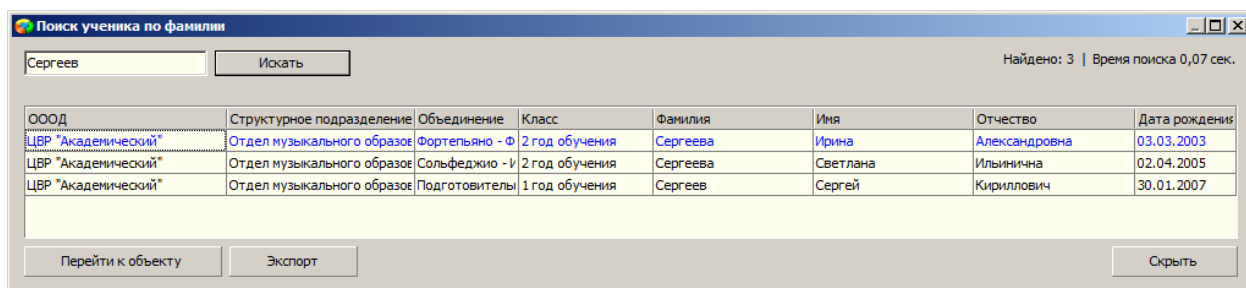 Поиск ученика по фамилии
Сергеев Искать Найдено: 3 | Время поиска 0,07 сек.
ОООД Структурное подразделение Объединение Класс Фамилия Имя Отчество Дата рождения
ЦВР "Академический" Отдел музыкального образов Фортепьяно - Ф 2 год обучения Сергеева Ирина Александровна 03.03.2003
ЦВР "Академический" Отдел музыкального образов Сольфеджио - И 2 год обучения Сергеева Светлана Ильинична 02.04.2005
ЦВР "Академический" Отдел музыкального образов Подготовительы 1 год обучения Сергеев Сергей Кириллович 30.01.2007
Перейти к объекту Экспорт Скрыть